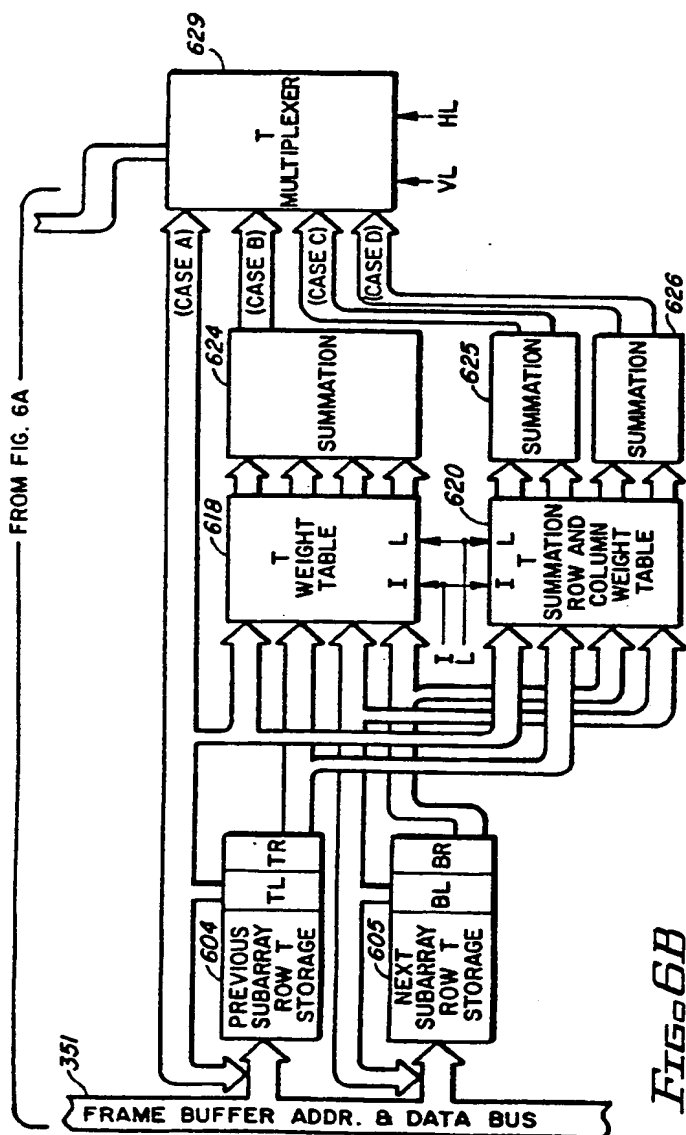 FROM FIG. 6A
351
FRAME BUFFER ADDR. & DATA BUS
604
PREVIOUS
SUBARRAY
ROW T
STORAGE
TL
TR
605
NEXT
SUBARRAY
ROW T
STORAGE
BL
BR
618
T
WEIGHT
TABLE
I
L
I
L
620
I
L
T
SUMMATION
ROW AND
COLUMN
WEIGHT
TABLE
624
SUMMATION
625
SUMMATION
626
SUMMATION
(CASE A)
(CASE B)
(CASE C)
(CASE D)
629
T
MULTIPLEXER
VL
HL
FIG. 6B